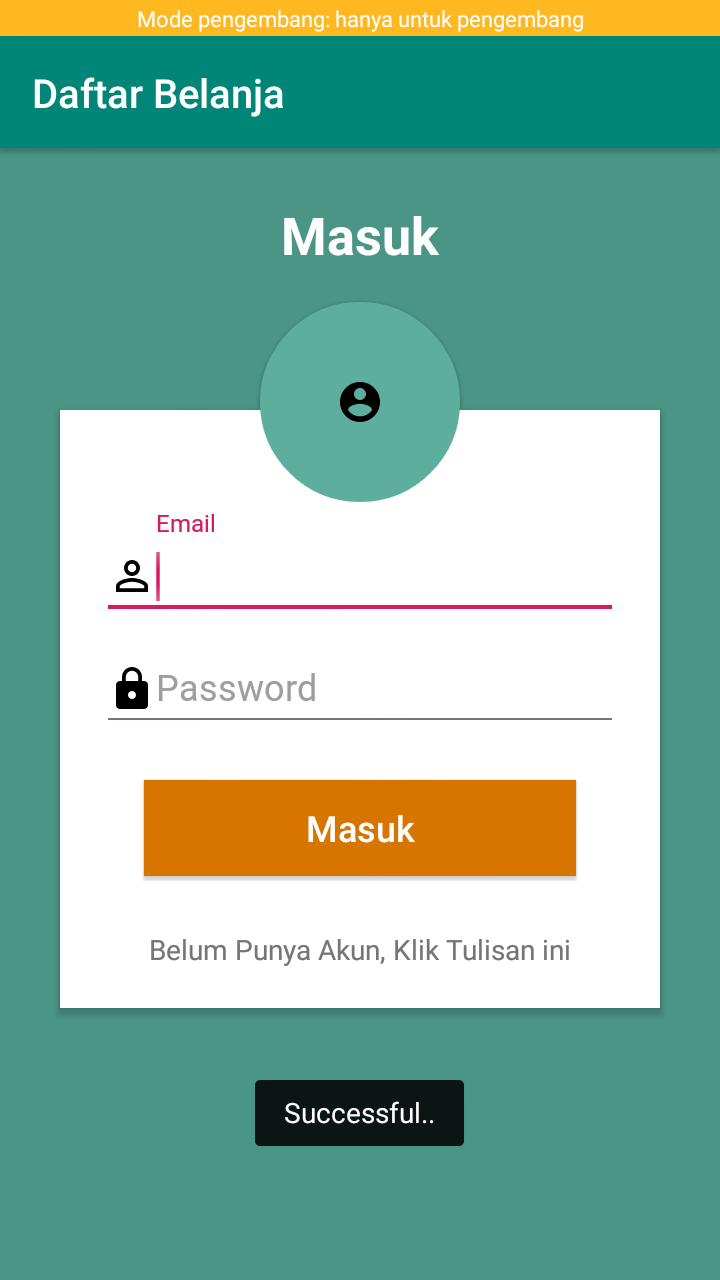 Mode pengembang: hanya untuk pengembang
Daftar Belanja
Masuk
Email
Password
Masuk
Belum Punya Akun, Klik Tulisan ini
Successful..